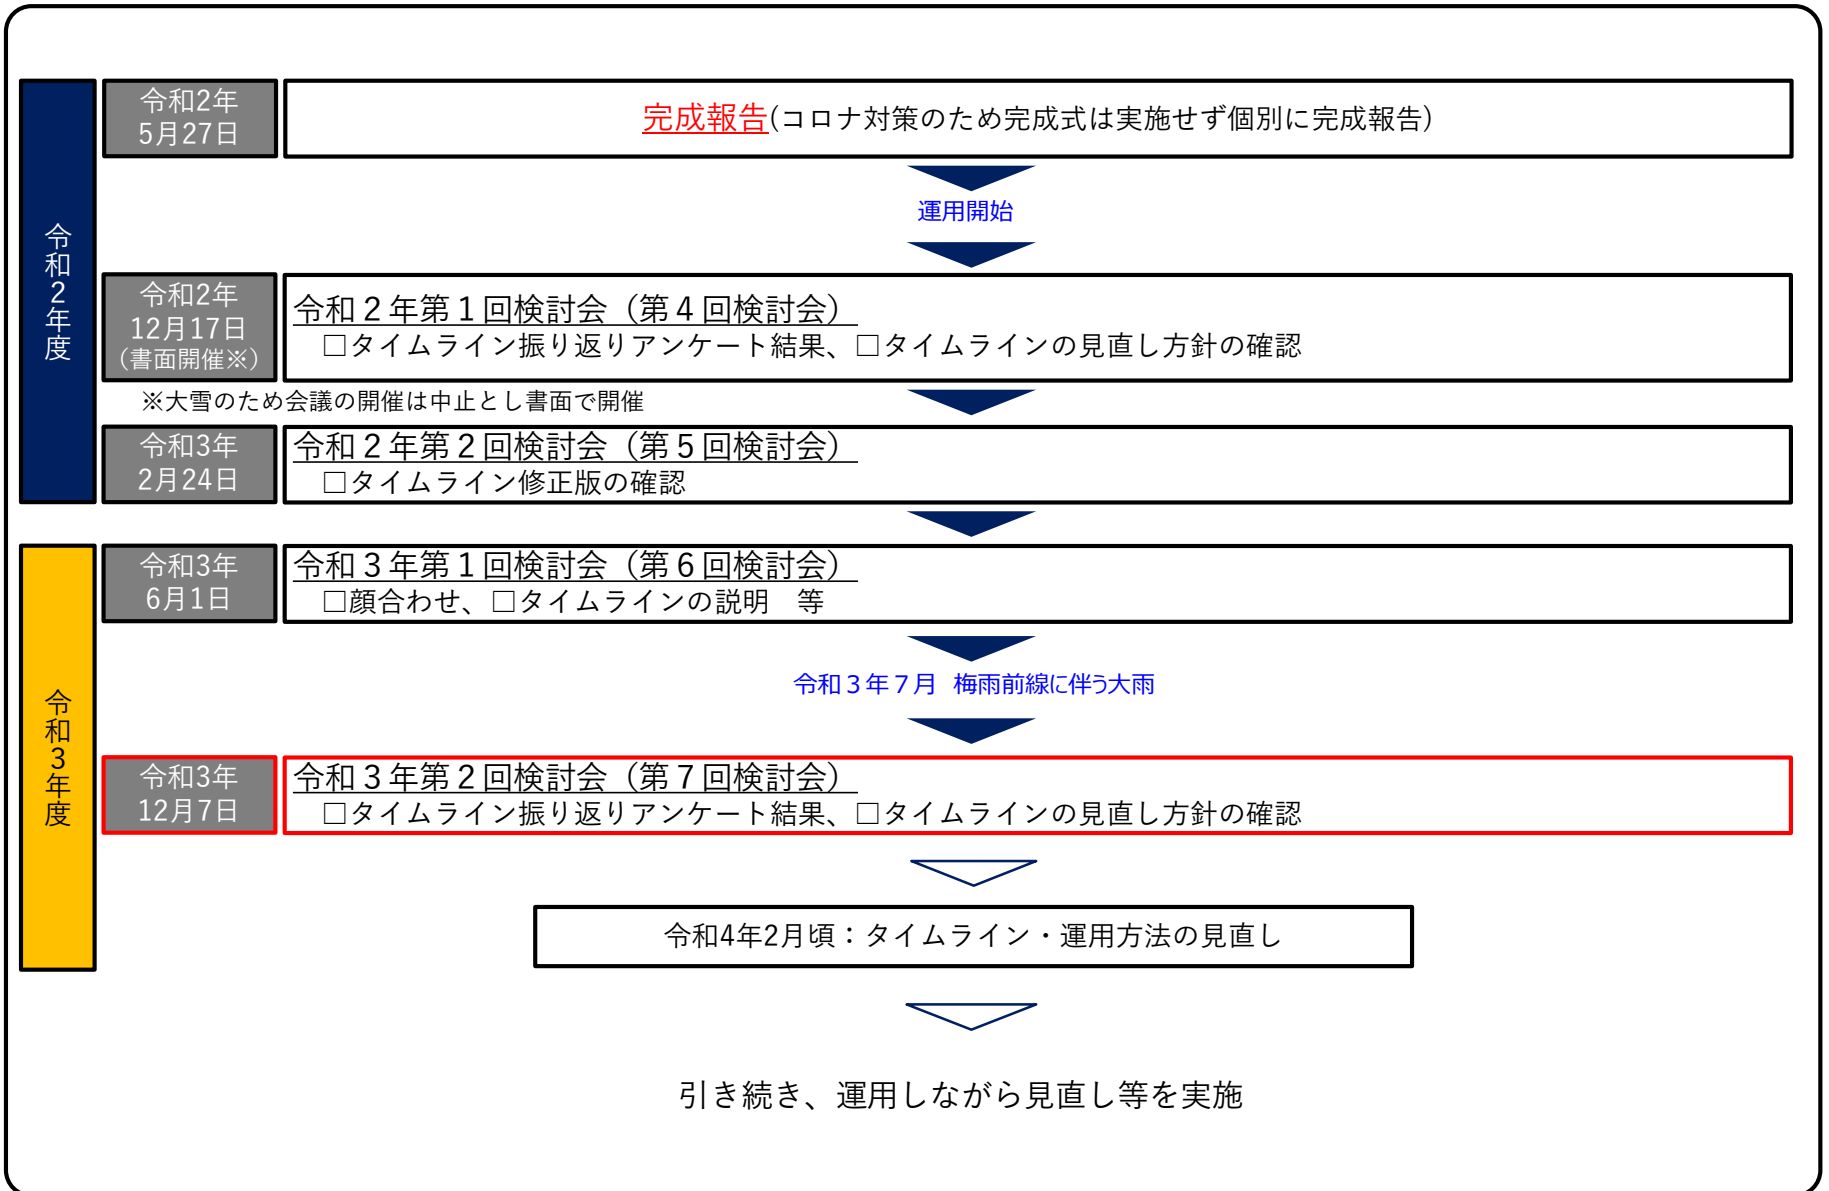 令和2年度
令和2年
5月27日
完成報告(コロナ対策のため完成式は実施せず個別に完成報告)
運用開始
令和2年
12月17日
（書面開催※）
令和２年第１回検討会（第４回検討会）
□タイムライン振り返りアンケート結果、□タイムラインの見直し方針の確認
※大雪のため会議の開催は中止とし書面で開催
令和3年
2月24日
令和２年第２回検討会（第５回検討会）
□タイムライン修正版の確認
令和3年度
令和3年
6月1日
令和３年第１回検討会（第６回検討会）
□顔合わせ、□タイムラインの説明　等
令和３年７月　梅雨前線に伴う大雨
令和3年
12月7日
令和３年第２回検討会（第７回検討会）
□タイムライン振り返りアンケート結果、□タイムラインの見直し方針の確認
令和4年2月頃：タイムライン・運用方法の見直し
引き続き、運用しながら見直し等を実施